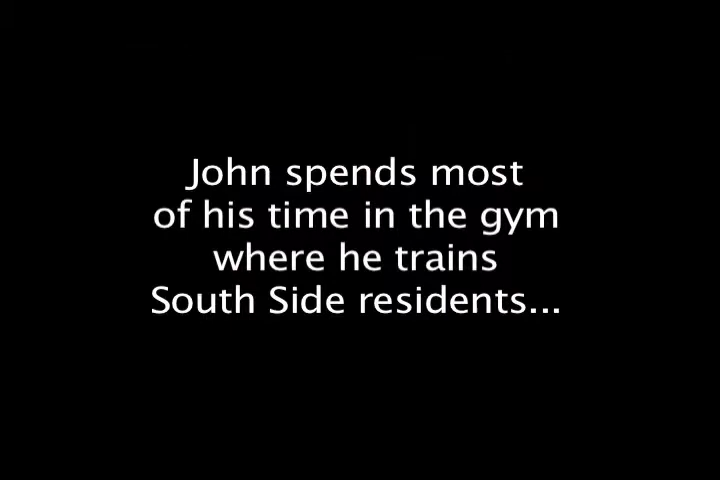 John spends most
of his time in the gym
where he trains
South Side residents...